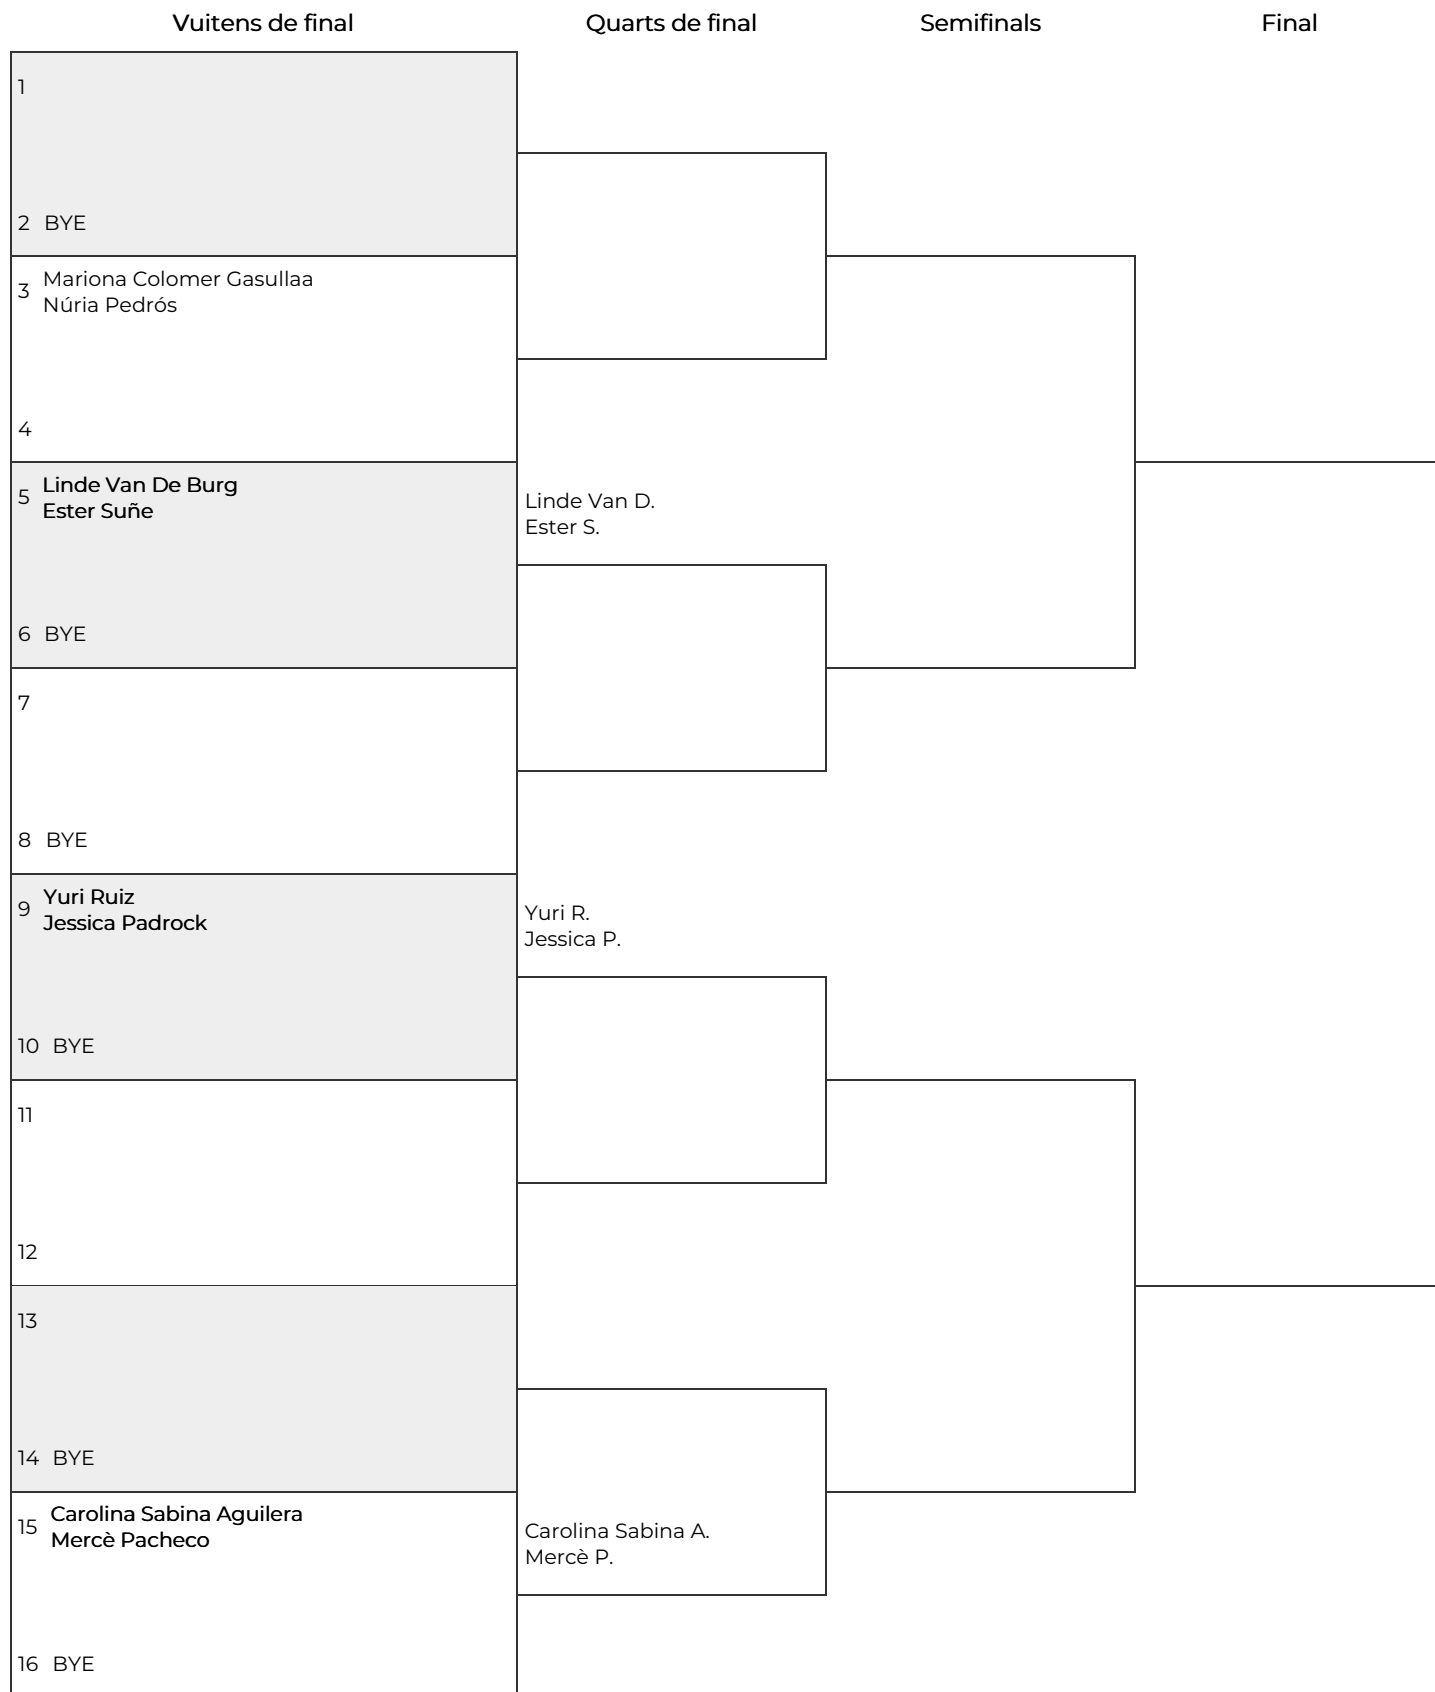 Vuitens de final
Quarts de final
Semifinals
Final
1
2 BYE
3 Mariona Colomer Gasullaa
Núria Pedrós
4
5 Linde Van De Burg
Ester Suñe
Linde Van D.
Ester S.
6 BYE
7
8 BYE
9 Yuri Ruiz
Jessica Padrock
Yuri R.
Jessica P.
10 BYE
11
12
13
14 BYE
15 Carolina Sabina Aguilera
Mercè Pacheco
Carolina Sabina A.
Mercè P.
16 BYE